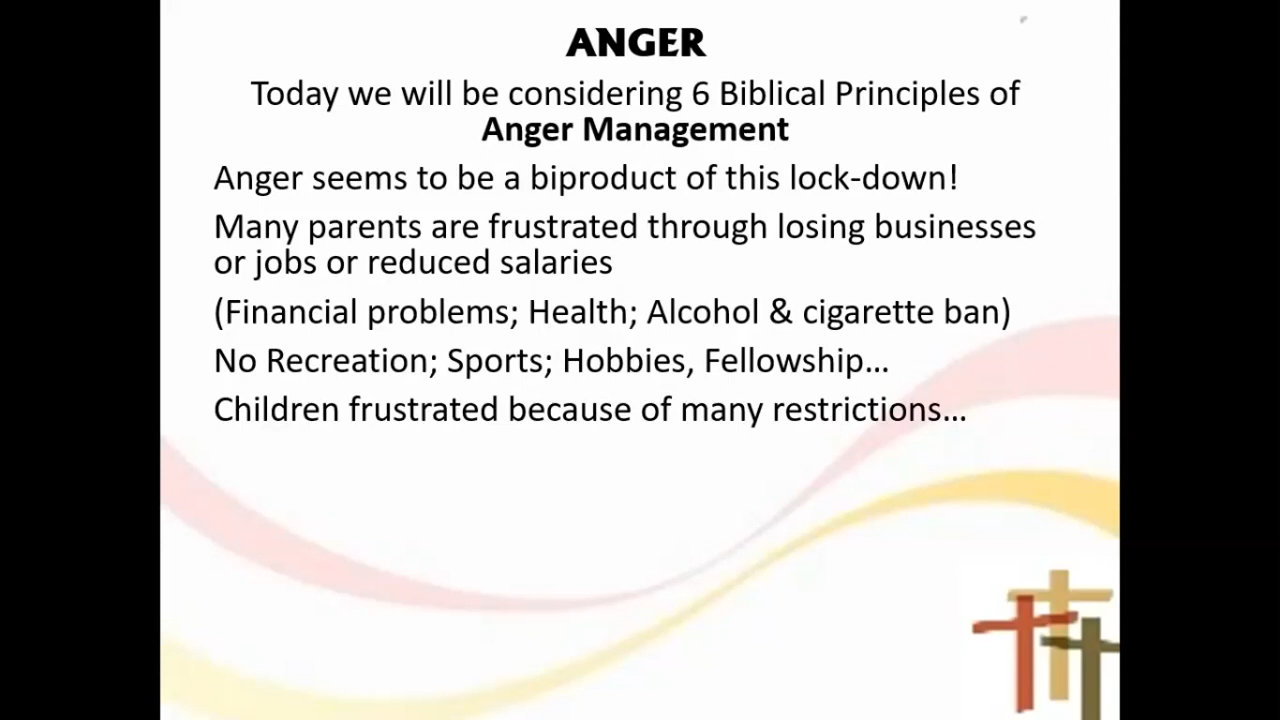 ANGER
Today we will be considering 6 Biblical Principles of
Anger Management
Anger seems to be a biproduct of this lock-down!
Many parents are frustrated through losing businesses
or jobs or reduced salaries
(Financial problems; Health; Alcohol & cigarette ban)
No Recreation; Sports; Hobbies, Fellowship...
Children frustrated because of many restrictions...